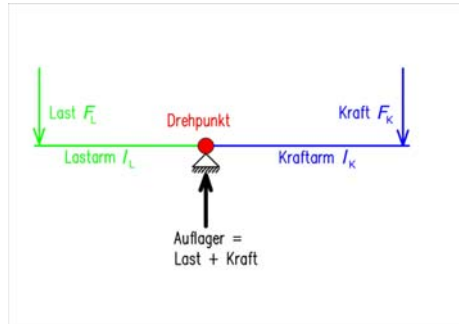 Last F_L
Drehpunkt
Kraft F_K
Lastarm l_L
Kraftarm l_K
Auflager =
Last + Kraft